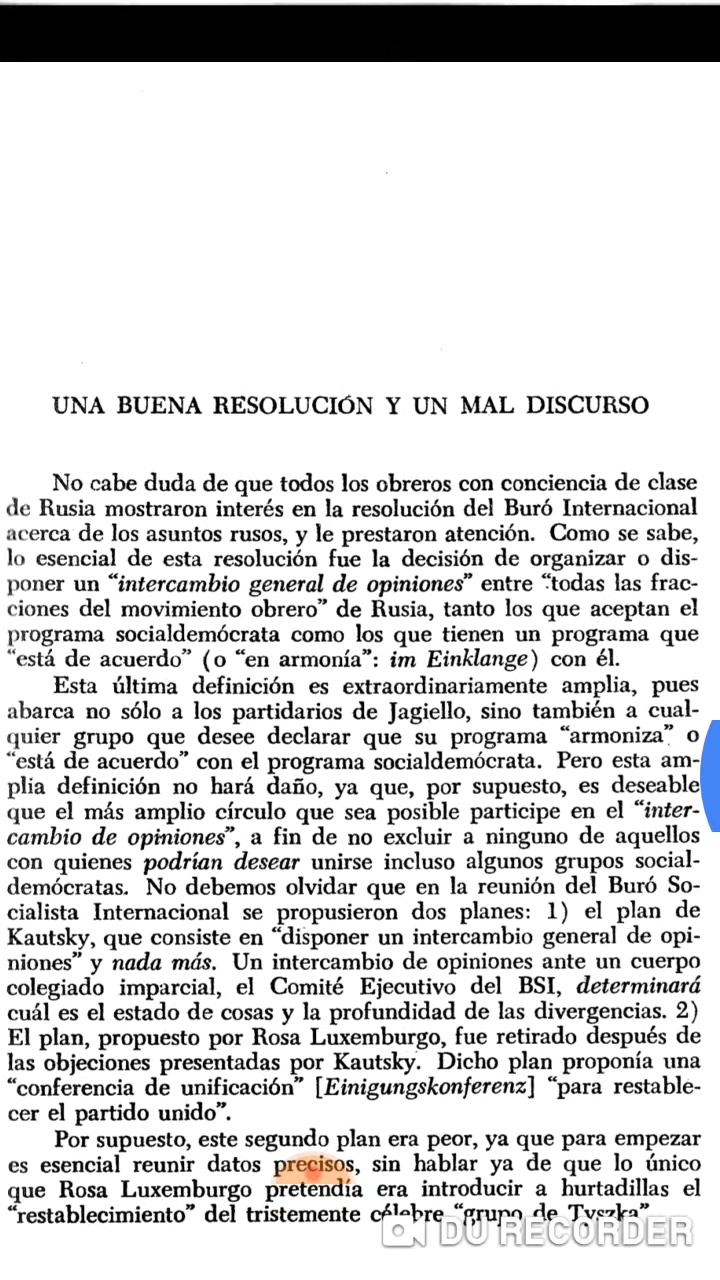 UNA BUENA RESOLUCIÓN Y UN MAL DISCURSO
No cabe duda de que todos los obreros con conciencia de clase
de Rusia mostraron interés en la resolución del Buró Internacional
acerca de los asuntos rusos, y le prestaron atención. Como se sabe,
lo esencial de esta resolución fue la decisión de organizar o dis-
poner un “intercambio general de opiniones” entre “todas las frac-
ciones del movimiento obrero” de Rusia, tanto los que aceptan el
programa socialdemócrata como los que tienen un programa que
“está de acuerdo” (o “en armonía”: im Einklange) con él.
Esta última definición es extraordinariamente amplia, pues
abarca no sólo a los partidarios de Jagiello, sino también a cual-
quier grupo que desee declarar que su programa “armoniza” o
“está de acuerdo” con el programa socialdemócrata. Pero esta am-
plia definición no hará daño, ya que, por supuesto, es deseable
que el más amplio círculo que sea posible participe en el “inter-
cambio de opiniones”, a fin de no excluir a ninguno de aquellos
con quienes podrían desear unirse incluso algunos grupos social-
demócratas. No debemos olvidar que en la reunión del Buró So-
cialista Internacional se propusieron dos planes: 1) el plan de
Kautsky, que consiste en “disponer un intercambio general de opi-
niones” y nada más. Un intercambio de opiniones ante un cuerpo
colegiado imparcial, el Comité Ejecutivo del BSI, determinará
cuál es el estado de cosas y la profundidad de las divergencias. 2)
El plan, propuesto por Rosa Luxemburgo, fue retirado después de
las objeciones presentadas por Kautsky. Dicho plan proponía una
“conferencia de unificación” [Einigungskonferenz] “para restable-
cer el partido unido”.
Por supuesto, este segundo plan era peor, ya que para empezar
es esencial reunir datos precisos, sin hablar ya de que lo único
que Rosa Luxemburgo pretendía era introducir a hurtadillas el
“restablecimiento” del tristemente célebre “grupo de Tyszka”
DU RECORDER